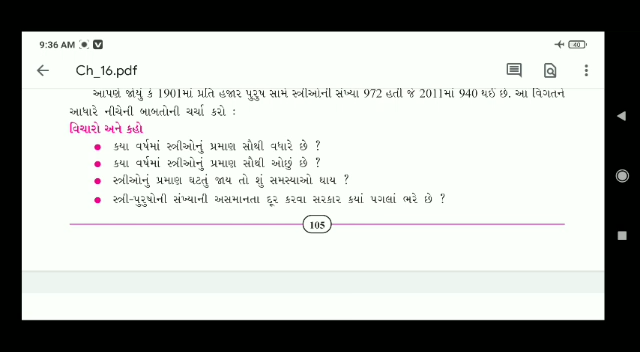 9:36 AM
40
Ch_16.pdf
આપણે જોયું કે 1901માં પ્રતિ હજાર પુરુષ સામે સ્ત્રીઓની સંખ્યા 972 હતી જે 2011માં 940 થઈ છે. આ વિગતને
આધારે નીચેની બાબતોની ચર્ચા કરો :
વિચારો અને કહો
● કયા વર્ષમાં સ્ત્રીઓનું પ્રમાણ સૌથી વધારે છે ?
● કયા વર્ષમાં સ્ત્રીઓનું પ્રમાણ સૌથી ઓછું છે ?
● સ્ત્રીઓનું પ્રમાણ ઘટતું જાય તો શું સમસ્યાઓ થાય ?
● સ્ત્રી-પુરુષોની સંખ્યાની અસમાનતા દૂર કરવા સરકાર કયાં પગલાં ભરે છે ?
105